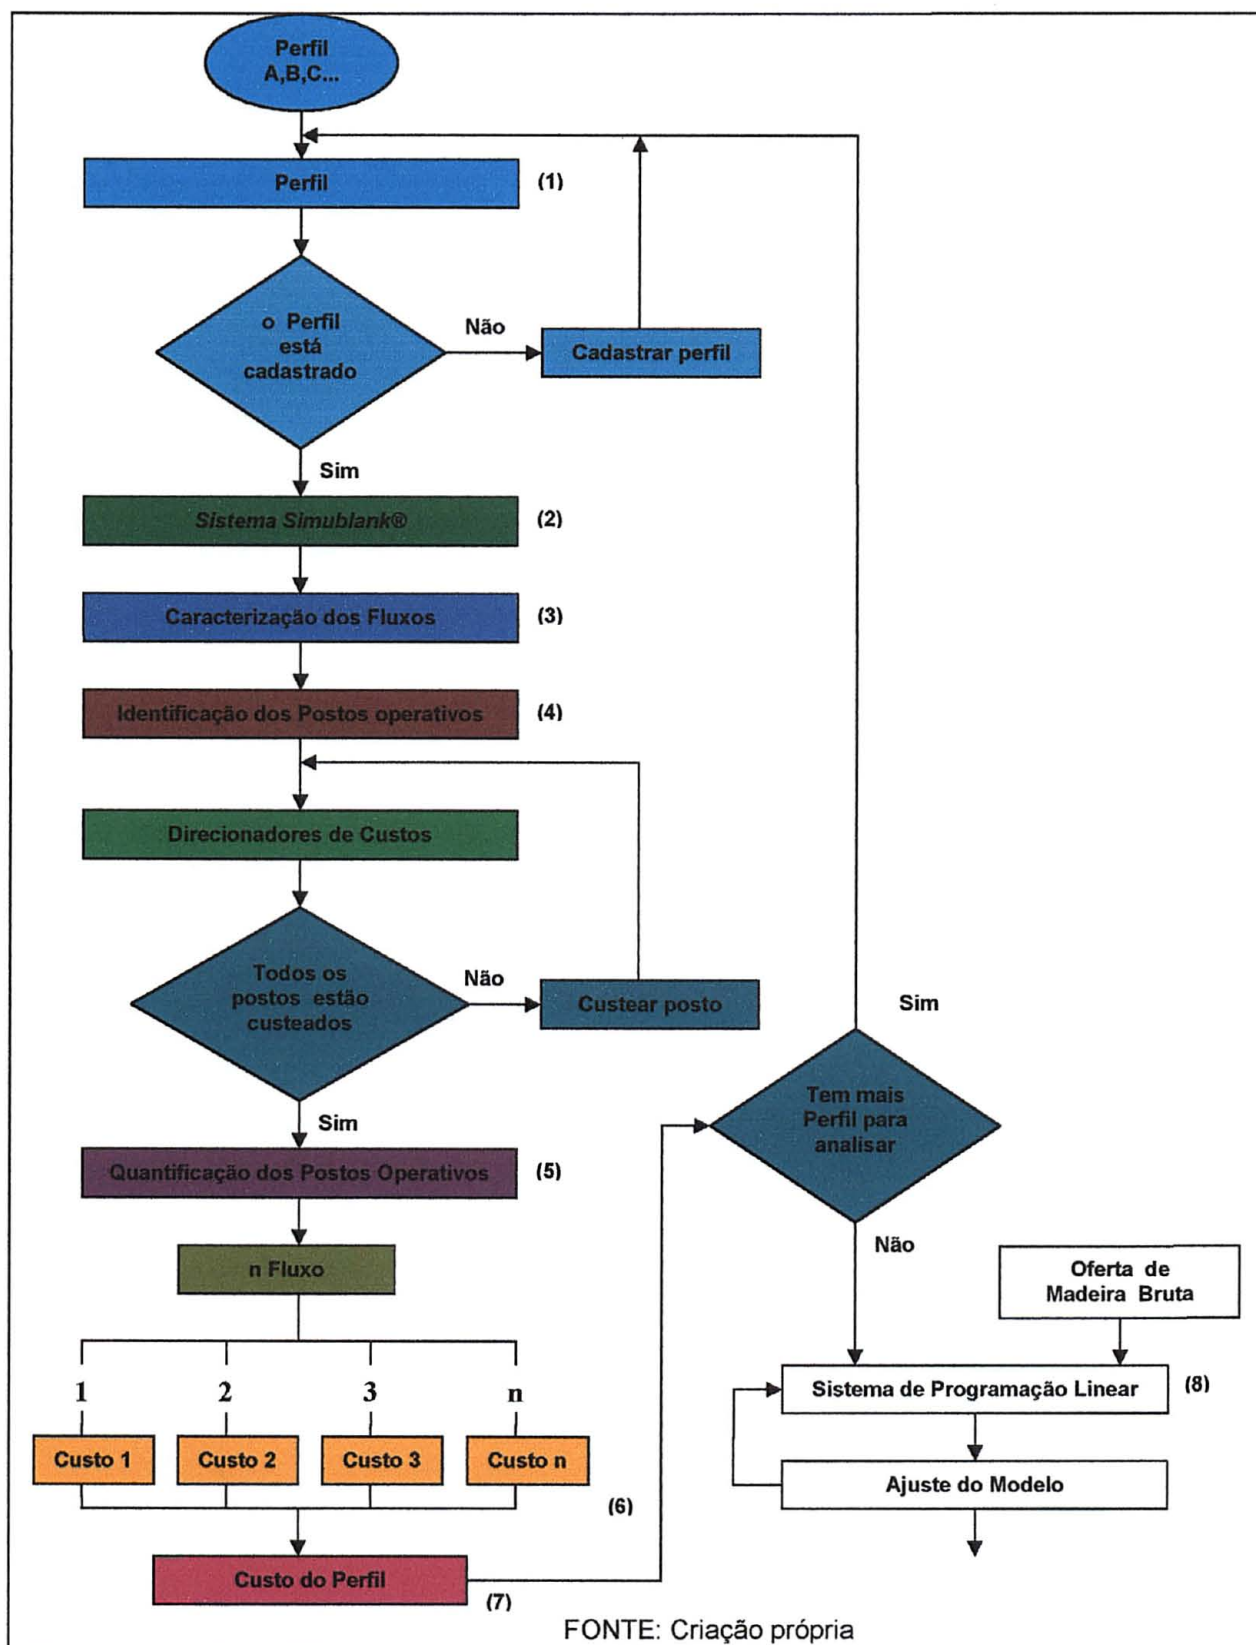 Perfil
A,B,C...
Perfil
(1)
o Perfil
está
cadastrado
Não
Cadastrar perfil
Sim
Sistema Simublank®
(2)
Caracterização dos Fluxos
(3)
Identificação dos Postos operativos
(4)
Direcionadores de Custos
Todos os
postos estão
custeados
Não
Custear posto
Sim
Quantificação dos Postos Operativos
(5)
n Fluxo
1
2
3
n
Custo 1
Custo 2
Custo 3
Custo n
(6)
Custo do Perfil
(7)
Sim
Tem mais
Perfil para
analisar
Não
Oferta de
Madeira Bruta
Sistema de Programação Linear
(8)
Ajuste do Modelo
FONTE: Criação própria